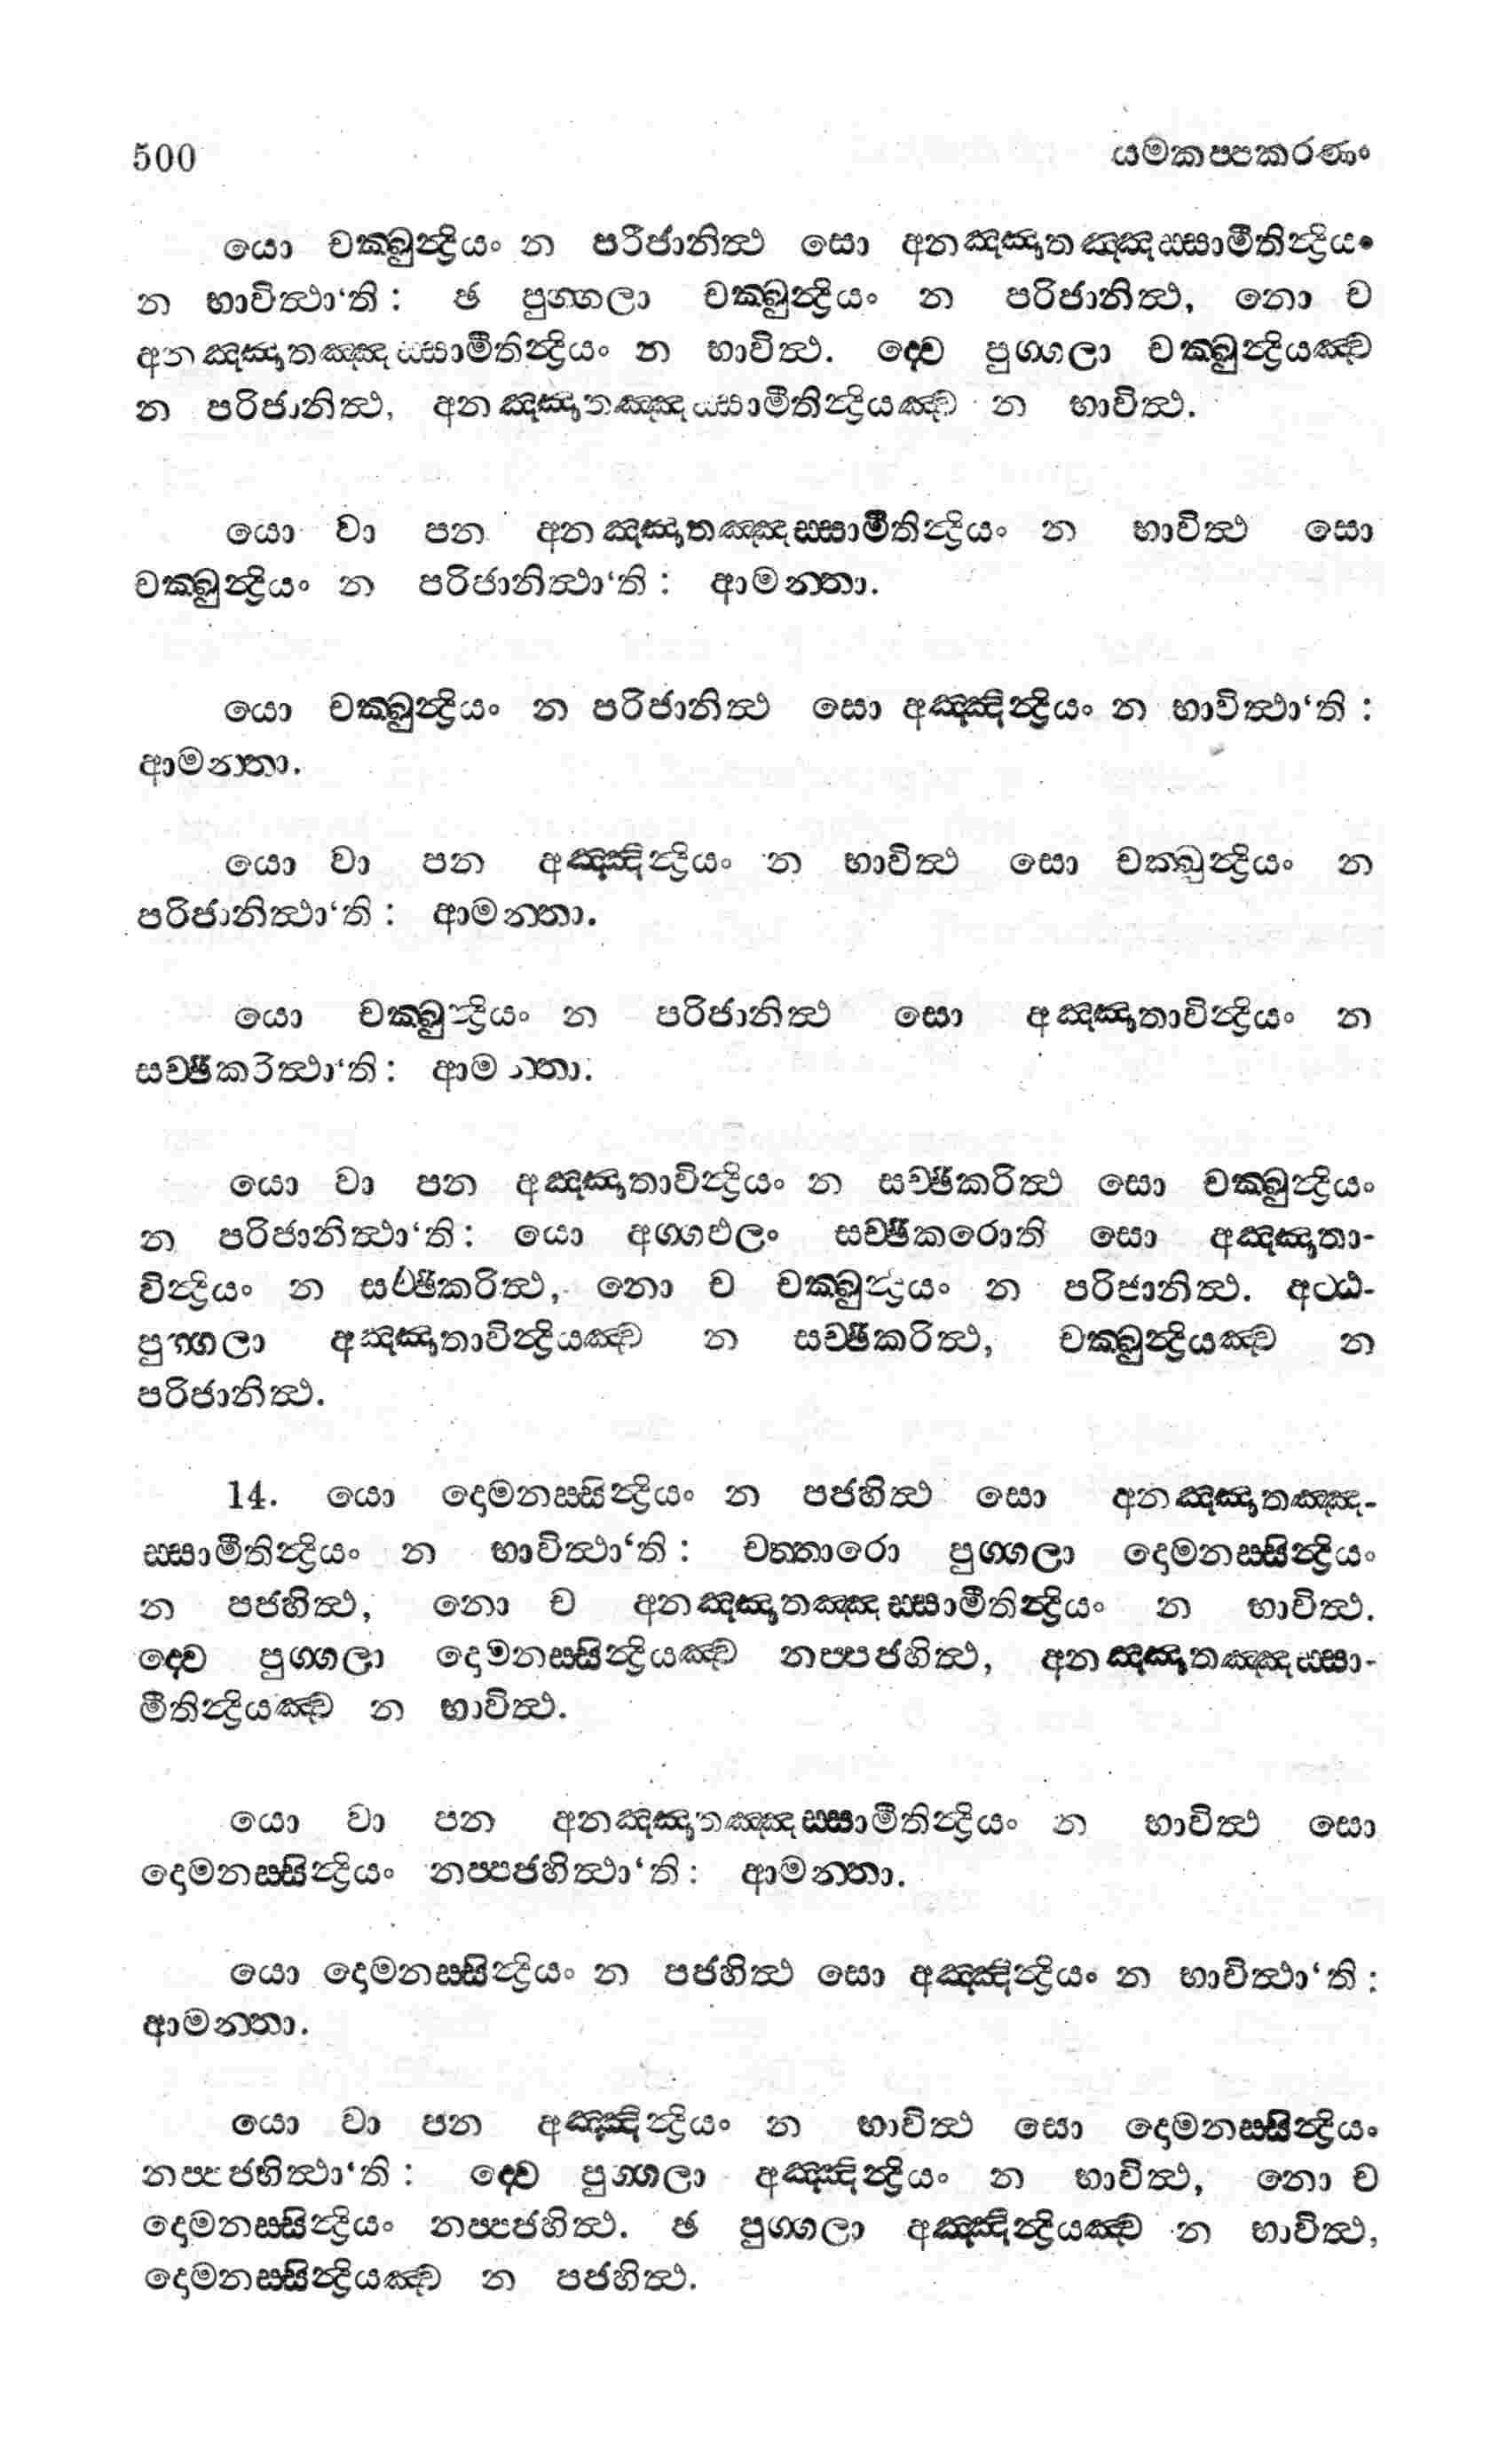 500 යමකප්පකරණං
යො චක්ඛුන්ද්‍රියං න පරිජානිත්ථ සො අනඤ්ඤාතඤ්ඤස්සාමීතින්ද්‍රියං
න භාවිත්ථා‘ති: ඡ පුග්ගලා චක්ඛුන්ද්‍රියං න පරිජානිත්ථ, නො ච
අනඤ්ඤාතඤ්ඤස්සාමීතින්ද්‍රියං න භාවිත්ථ. ද්වෙ පුග්ගලා චක්ඛුන්ද්‍රියඤ්ච
න පරිජානිත්ථ, අනඤ්ඤාතඤ්ඤස්සාමීතින්ද්‍රියඤ්ච න භාවිත්ථ.
යො වා පන අනඤ්ඤාතඤ්ඤස්සාමීතින්ද්‍රියං න භාවිත්ථ සො
චක්ඛුන්ද්‍රියං න පරිජානිත්ථා‘ති: ආමන්තා.
යො චක්ඛුන්ද්‍රියං න පරිජානිත්ථ සො අඤ්ඤින්ද්‍රියං න භාවිත්ථා‘ති:
ආමන්තා.
යො වා පන අඤ්ඤින්ද්‍රියං න භාවිත්ථ සො චක්ඛුන්ද්‍රියං න
පරිජානිත්ථා‘ති: ආමන්තා.
යො චක්ඛුන්ද්‍රියං න පරිජානිත්ථ සො අඤ්ඤාතාවින්ද්‍රියං න
සච්ඡිකරිත්ථා‘ති: ආමන්තා.
යො වා පන අඤ්ඤාතාවින්ද්‍රියං න සච්ඡිකරිත්ථ සො චක්ඛුන්ද්‍රියං
න පරිජානිත්ථා‘ති: යො අග්ගඵලං සච්ඡිකරොති සො අඤ්ඤාතා-
වින්ද්‍රියං න සච්ඡිකරිත්ථ, නො ච චක්ඛුන්ද්‍රියං න පරිජානිත්ථ. අට්ඨ-
පුග්ගලා අඤ්ඤාතාවින්ද්‍රියඤ්ච න සච්ඡිකරිත්ථ, චක්ඛුන්ද්‍රියඤ්ච න
පරිජානිත්ථ.
14. යො දොමනස්සින්ද්‍රියං න පජහිත්ථ සො අනඤ්ඤාතඤ්ඤ-
ස්සාමීතින්ද්‍රියං න භාවිත්ථා‘ති: චත්තාරො පුග්ගලා දොමනස්සින්ද්‍රියං
න පජහිත්ථ, නො ච අනඤ්ඤාතඤ්ඤස්සාමීතින්ද්‍රියං න භාවිත්ථ.
ද්වෙ පුග්ගලා දොමනස්සින්ද්‍රියඤ්ච නප්පජහිත්ථ, අනඤ්ඤාතඤ්ඤස්සා-
මීතින්ද්‍රියඤ්ච න භාවිත්ථ.
යො වා පන අනඤ්ඤාතඤ්ඤස්සාමීතින්ද්‍රියං න භාවිත්ථ සො
දොමනස්සින්ද්‍රියං නප්පජහිත්ථා‘ති: ආමන්තා.
යො දොමනස්සින්ද්‍රියං න පජහිත්ථ සො අඤ්ඤින්ද්‍රියං න භාවිත්ථා‘ති:
ආමන්තා.
යො වා පන අඤ්ඤින්ද්‍රියං න භාවිත්ථ සො දොමනස්සින්ද්‍රියං
නප්පජහිත්ථා‘ති: ද්වෙ පුග්ගලා අඤ්ඤින්ද්‍රියං න භාවිත්ථ, නො ච
දොමනස්සින්ද්‍රියං නප්පජහිත්ථ. ඡ පුග්ගලා අඤ්ඤින්ද්‍රියඤ්ච න භාවිත්ථ,
දොමනස්සින්ද්‍රියඤ්ච න පජහිත්ථ.